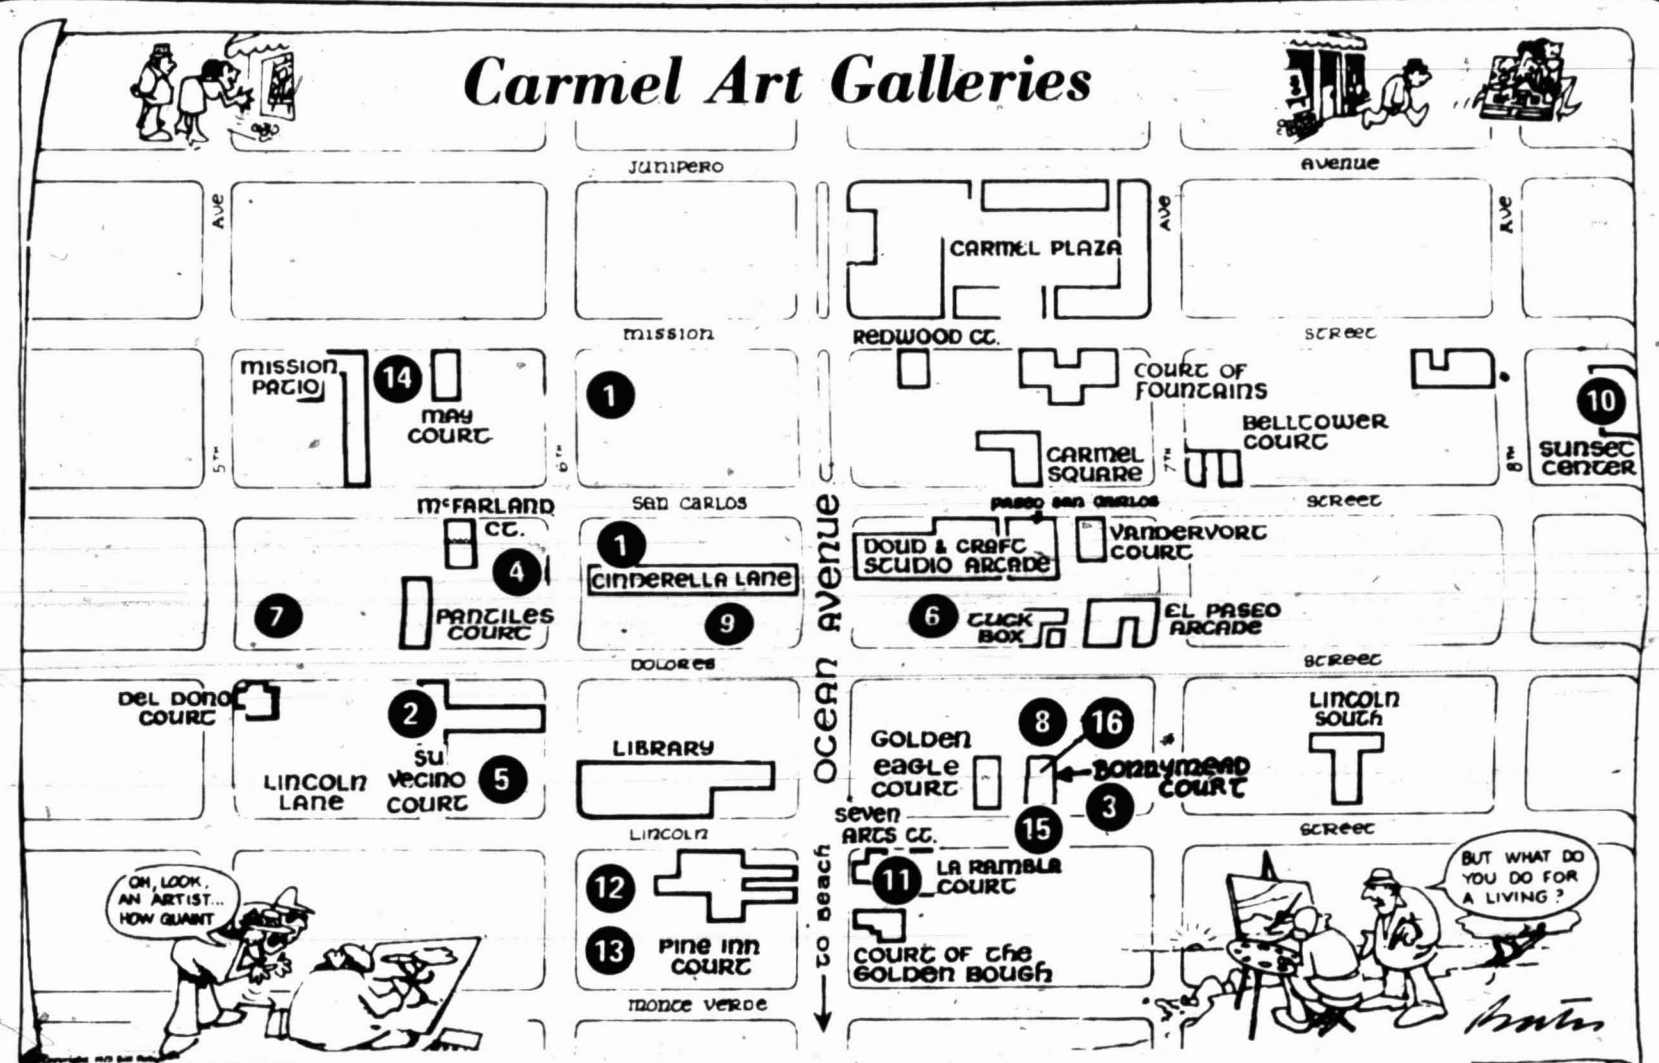 Carmel Art Galleries
JUNIPERO
AVENUE
AVE
AVE
AVE
CARMEL PLAZA
MISSION
REDWOOD CT.
STREET
MISSION
PATIO
14
MAY
COURT
1
COURT OF
FOUNTAINS
BELLTOWER
COURT
10
SUNSET
CENTER
CARMEL
SQUARE
5TH
6TH
7TH
8TH
SAN CARLOS
PASEO SAN CARLOS
STREET
McFARLAND
CT.
4
1
CINDERELLA LANE
DOUD & CRAFT
STUDIO ARCADE
VANDERVORT
COURT
7
PANTILES
COURT
9
6
TUCK
BOX
EL PASEO
ARCADE
OCEAN AVENUE
DOLORES
STREET
DEL DONO
COURT
2
SU
VECINO
COURT
5
LINCOLN
LANE
LIBRARY
GOLDEN
EAGLE
COURT
8
16
BONNYMEAD
COURT
3
15
LINCOLN
SOUTH
LINCOLN
SEVEN
ARTS CT.
STREET
12
13
PINE INN
COURT
TO BEACH
11
LA RAMBLA
COURT
COURT OF THE
GOLDEN BOUGH
MONTE VERDE
OH, LOOK,
AN ARTIST...
HOW QUAINT
BUT WHAT DO
YOU DO FOR
A LIVING?